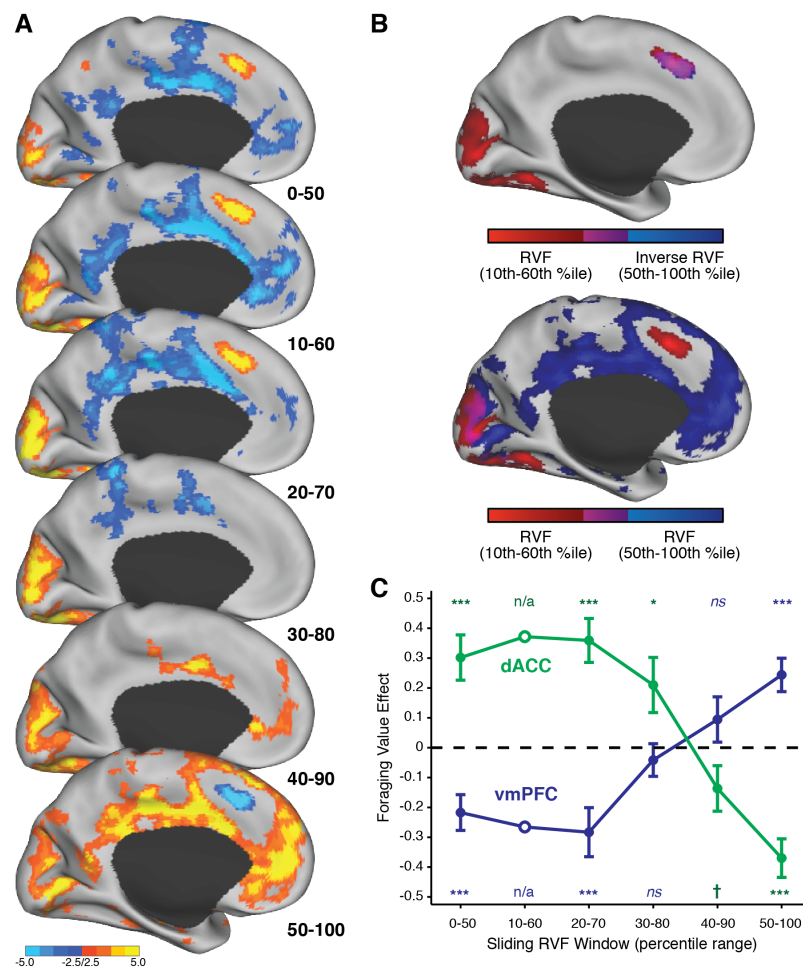 A
0-50
10-60
20-70
30-80
40-90
50-100
-5.0 -2.5/2.5 5.0
B
RVF Inverse RVF
(10th-60th %ile) (50th-100th %ile)
RVF RVF
(10th-60th %ile) (50th-100th %ile)
C
Foraging Value Effect
0.5
0.4
0.3
0.2
0.1
0
-0.1
-0.2
-0.3
-0.4
-0.5
*** n/a *** * ns ***
dACC
vmPFC
*** n/a *** ns † ***
0-50 10-60 20-70 30-80 40-90 50-100
Sliding RVF Window (percentile range)